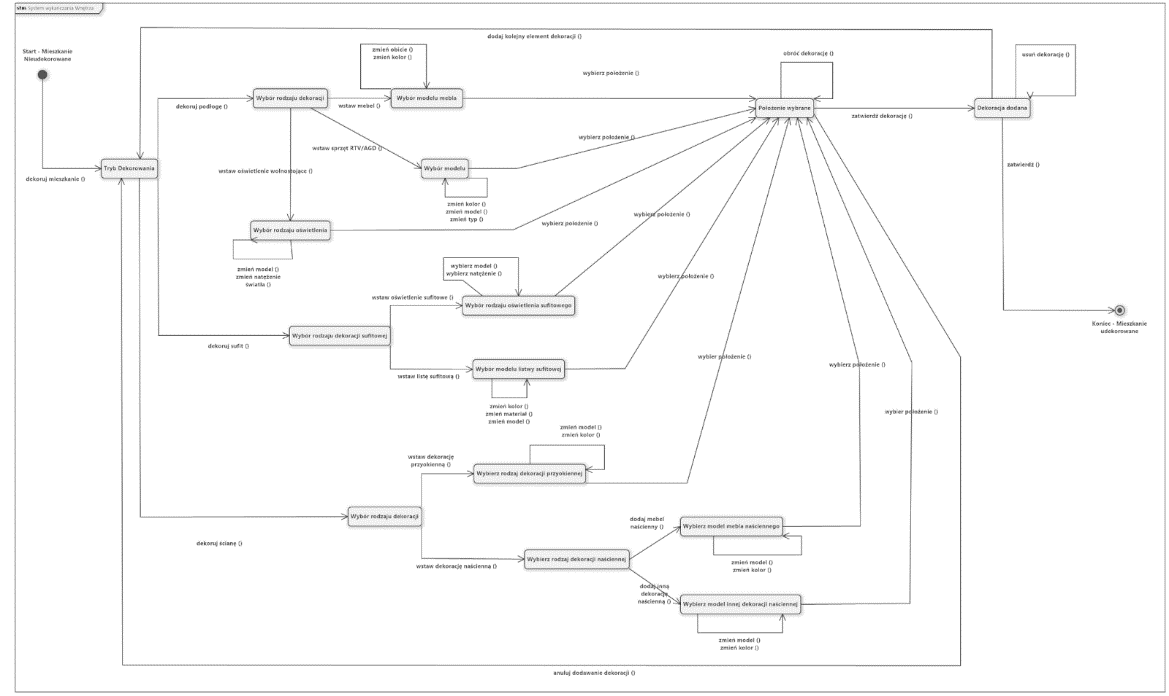 stm System wykańczania Wnętrza
dodaj kolejny element dekoracji ()
Start - Mieszkanie
Nieudekorowane
zmień obicie ()
zmień kolor ()
wybierz położenie ()
obróć dekorację ()
usuń dekorację ()
dekoruj podłogę ()
Wybór rodzaju dekoracji
wstaw mebel ()
Wybór modelu mebla
Położenie wybrane
zatwierdź dekorację ()
Dekoracja dodana
wstaw sprzęt RTV/AGD ()
wybierz położenie ()
Tryb Dekorowania
dekoruj mieszkanie ()
wstaw oświetlenie wolnostojące ()
Wybór modelu
zatwierdź ()
zmień kolor ()
zmień model ()
zmień typ ()
wybierz położenie ()
wybierz położenie ()
Wybór rodzaju oświetlenia
zmień model ()
zmień natężenie
światła ()
wybierz model ()
wybierz natężenie ()
wybierz położenie ()
wstaw oświetlenie sufitowe ()
Wybór rodzaju oświetlenia sufitowego
Koniec - Mieszkanie
udekorowane
Wybór rodzaju dekoracji sufitowej
dekoruj sufit ()
wybier położenie ()
wybierz położenie ()
wstaw listę sufitową ()
Wybór modelu listwy sufitowej
zmień kolor ()
zmień materiał ()
zmień model ()
wybier położenie ()
zmień model ()
zmień kolor ()
wstaw dekorację
przyokienną ()
Wybierz rodzaj dekoracji przyokiennej
Wybór rodzaju dekoracji
dekoruj ścianę ()
dodaj mebel
naścienny ()
Wybierz model mebla naściennego
wstaw dekorację naścienną ()
Wybierz rodzaj dekoracji naściennej
zmień model ()
zmień kolor ()
dodaj inną
dekorację
naścienną ()
Wybierz model innej dekoracji naściennej
zmień model ()
zmień kolor ()
anuluj dodawanie dekoracji ()